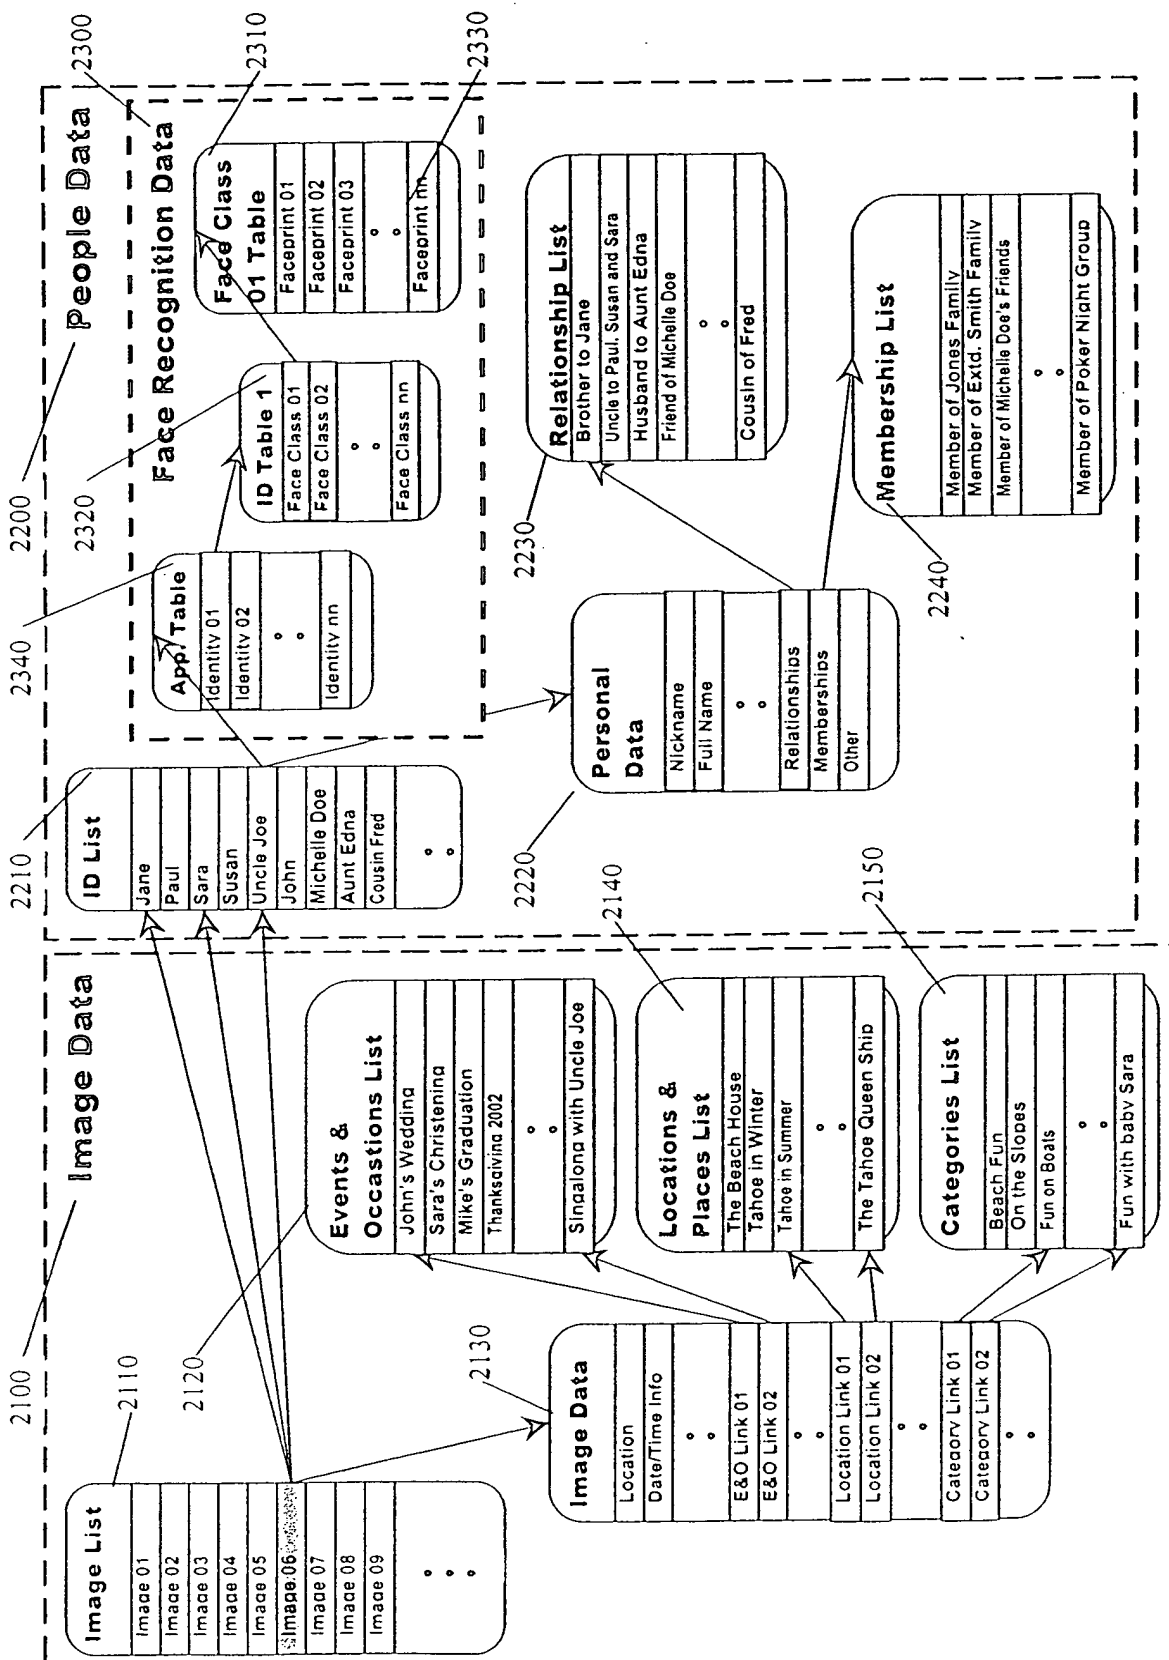 2100
Image Data
2110
Image List
Image 01
Image 02
Image 03
Image 04
Image 05
Image 06
Image 07
Image 08
Image 09
2120
Events &
Occastions List
John's Wedding
Sara's Christening
Mike's Graduation
Thanksgiving 2002
Singalong with Uncle Joe
2130
Image Data
Location
Date/Time Info
E&O Link 01
E&O Link 02
Location Link 01
Location Link 02
Category Link 01
Category Link 02
2140
Locations &
Places List
The Beach House
Tahoe in Winter
Tahoe in Summer
The Tahoe Queen Ship
2150
Categories List
Beach Fun
On the Slopes
Fun on Boats
Fun with baby Sara
2200
People Data
2210
ID List
Jane
Paul
Sara
Susan
Uncle Joe
John
Michelle Doe
Aunt Edna
Cousin Fred
2300
Face Recognition Data
2340
App. Table
Identity 01
Identity 02
Identity nn
2320
ID Table 1
Face Class 01
Face Class 02
Face Class nn
2310
Face Class
01 Table
Faceprint 01
Faceprint 02
Faceprint 03
Faceprint nn
2330
2220
Personal
Data
Nickname
Full Name
Relationships
Memberships
Other
2230
Relationship List
Brother to Jane
Uncle to Paul, Susan and Sara
Husband to Aunt Edna
Friend of Michelle Doe
Cousin of Fred
2240
Membership List
Member of Jones Family
Member of Extd. Smith Family
Member of Michelle Doe's Friends
Member of Poker Night Group